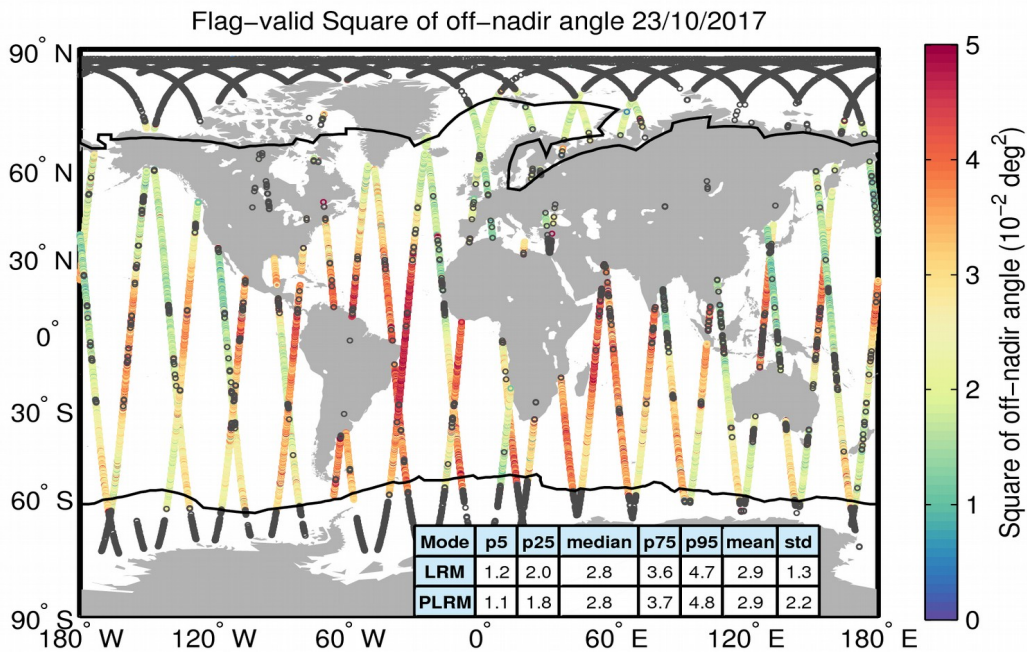 Flag−valid Square of off−nadir angle 23/10/2017
90° N
60° N
30° N
0°
30° S
60° S
90° S
180° W
120° W
60° W
0°
60° E
120° E
180° E
Mode p5 p25 median p75 p95 mean std
LRM 1.2 2.0 2.8 3.6 4.7 2.9 1.3
PLRM 1.1 1.8 2.8 3.7 4.8 2.9 2.2
5
4
3
2
1
0
Square of off−nadir angle (10⁻² deg²)